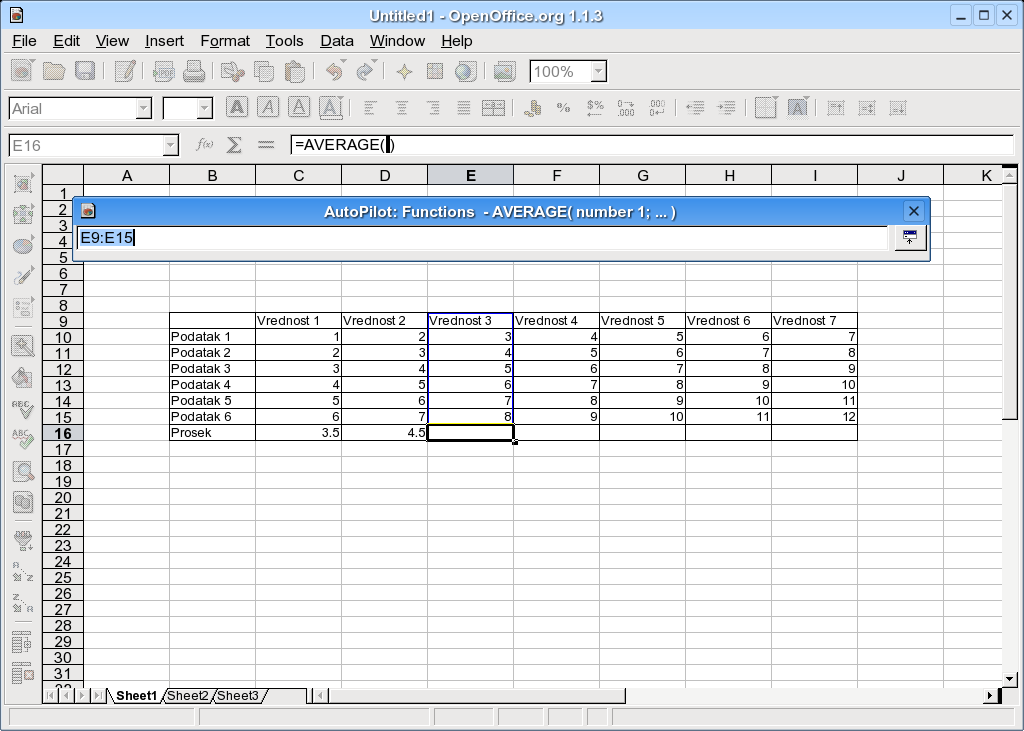 Untitled1 - OpenOffice.org 1.1.3
File Edit View Insert Format Tools Data Window Help
100%
Arial
E16 f(x) Σ = =AVERAGE( )
A B C D E F G H I J K
1
AutoPilot: Functions - AVERAGE( number 1; ... )
2
3
E9:E15
4
5
6
7
8
9 Vrednost 1 Vrednost 2 Vrednost 3 Vrednost 4 Vrednost 5 Vrednost 6 Vrednost 7
10 Podatak 1 1 2 3 4 5 6 7
11 Podatak 2 2 3 4 5 6 7 8
12 Podatak 3 3 4 5 6 7 8 9
13 Podatak 4 4 5 6 7 8 9 10
14 Podatak 5 5 6 7 8 9 10 11
15 Podatak 6 6 7 8 9 10 11 12
16 Prosek 3.5 4.5
17
18
19
20
21
22
23
24
25
26
27
28
29
30
31
Sheet1 Sheet2 Sheet3